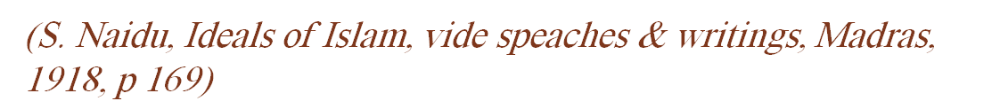 (S. Naidu, Ideals of Islam, vide speaches & writings, Madras,
1918, p 169)